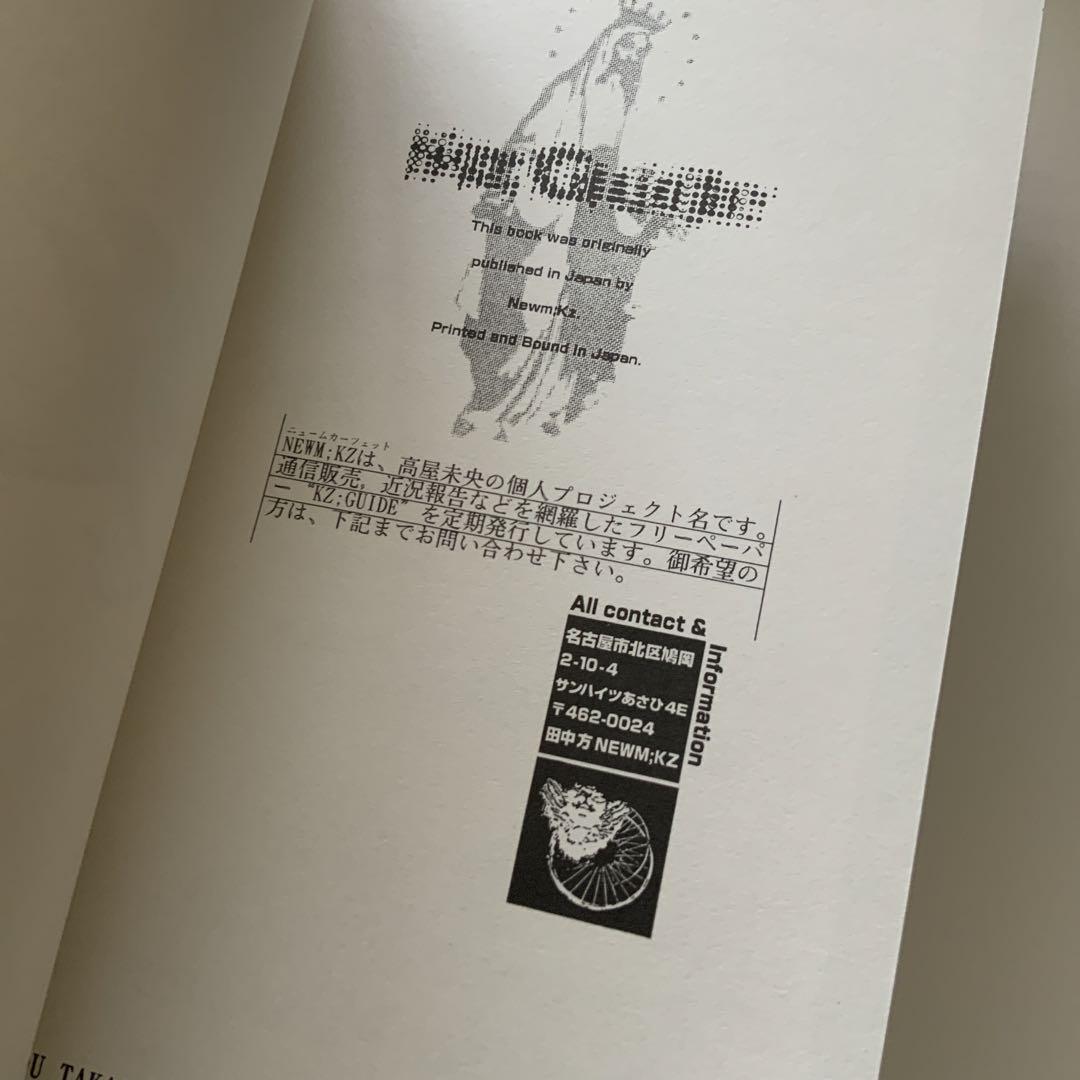 This book was originally
published in Japan by
Newm;Kz.
Printed and Bound in Japan.
ニュームカーフェット
NEWM;KZは、高屋未央の個人プロジェクト名です。
通信販売。近況報告などを網羅したフリーペーパ
ー“KZ;GUIDE”を定期発行しています。御希望の
方は、下記までお問い合わせ下さい。
All contact &
Information
名古屋市北区鳩岡
2-10-4
サンハイツあさひ4E
〒462-0024
田中方 NEWM;KZ